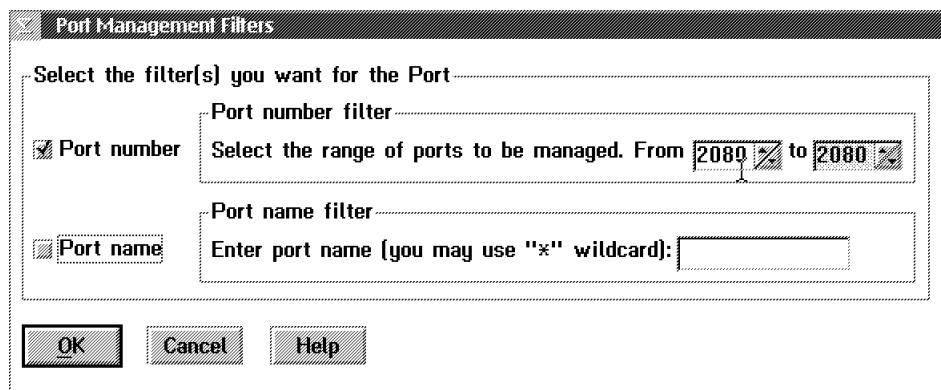 Port Management Filters
Select the filter(s) you want for the Port
Port number filter
Port number Select the range of ports to be managed. From 2080 to 2080
Port name filter
Port name Enter port name (you may use "*" wildcard):
OK Cancel Help